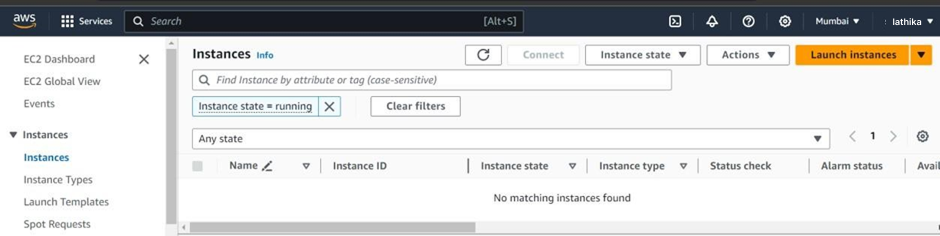 aws Services Search [Alt+S] Mumbai lathika
EC2 Dashboard
EC2 Global View
Events
Instances
Instances
Instance Types
Launch Templates
Spot Requests
Instances Info Connect Instance state Actions Launch instances
Find Instance by attribute or tag (case-sensitive)
Instance state = running Clear filters
Any state 1
Name Instance ID Instance state Instance type Status check Alarm status Avail
No matching instances found